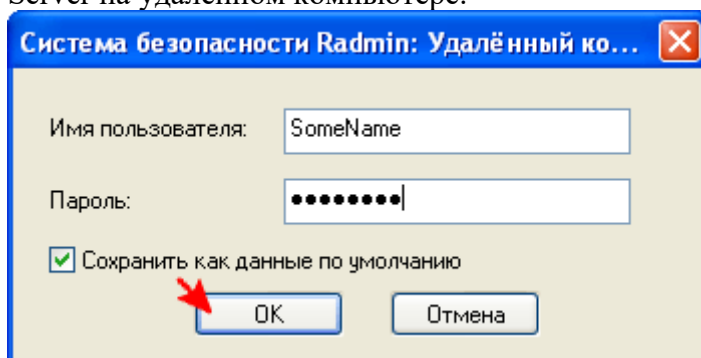 Server на удаленном компьютере.
Система безопасности Radmin: Удалённый ко...
Имя пользователя: SomeName
Пароль: ••••••••
Сохранить как данные по умолчанию
OK Отмена